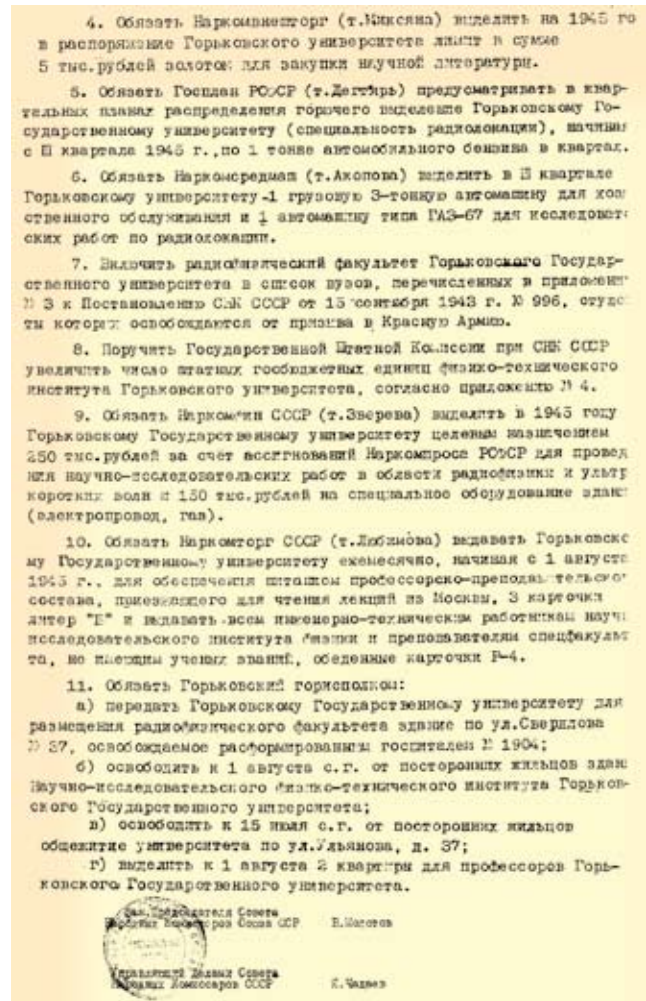 4. Обязать Наркомвнешторг (т.Микояна) выделить на 1945 го
в распоряжение Горьковского университета лимит в сумме
5 тыс.рублей золотом для закупки научной литературы.
5. Обязать Госплан РСФСР (т.Дегтярь) предусматривать в квар-
тальных планах распределения горючего выделение Горьковскому Го-
сударственному университету (специальность радиолокации), начиная
с Ш квартала 1945 г.,по 1 тонне автомобильного бензина в квартал.
6. Обязать Наркомсредмаш (т.Акопова) выделить в Ш квартале
Горьковскому университету-1 грузовую 3-тонную автомашину для хозя
ственного обслуживания и 1 автомашину типа ГАЗ-67 для исследоват
ских работ по радиолокации.
7. Включить радиофизический факультет Горьковского Государ-
ственного университета в список вузов, перечисленных в приложени
№ 3 к Постановлению СНК СССР от 15 сентября 1943 г. № 996, студе
ты которых освобождаются от призыва в Красную Армию.
8. Поручить Государственной Штатной Комиссии при СНК СССР
увеличить число штатных госбюджетных единиц физико-технического
института Горьковского университета, согласно приложению № 4.
9. Обязать Наркомфин СССР (т.Зверева) выделить в 1945 году
Горьковскому Государственному университету целевым назначением
250 тыс.рублей за счет ассигнований Наркомпроса РСФСР для провед
ния научно-исследовательских работ в области радиофизики и ультр
коротких волн и 150 тыс.рублей на специальное оборудование здани
(электропровод, газ).
10. Обязать Наркомторг СССР (т.Любимова) выдавать Горьковско
му Государственному университету ежемесячно, начиная с 1 августа
1945 г., для обеспечения питанием профессорско-преподавательског
состава, приезжающего для чтения лекций из Москвы, 3 карточки
литер "Б" и выдавать всем инженерно-техническим работникам научн
исследовательского института физики и преподавателям спецфакульт
та, не имеющим ученых званий, обеденные карточки Р-4.
11. Обязать Горьковский горисполком:
а) передать Горьковскому Государственному университету для
размещения радиофизического факультета здание по ул.Свердлова
№ 37, освобождаемое расформированным госпиталем № 1904;
б) освободить к 1 августа с.г. от посторонних жильцов здани
Научно-исследовательского физико-технического института Горьков-
ского Государственного университета;
в) освободить к 15 июля с.г. от посторонних жильцов
общежитие университета по ул.Ульянова, д. 37;
г) выделить к 1 августа 2 квартиры для профессоров Горь-
ковского Государственного университета.
Зам.Председателя Совета
Народных Комиссаров Союза ССР В.Молотов
Управляющий Делами Совета
Народных Комиссаров СССР Я.Чадаев